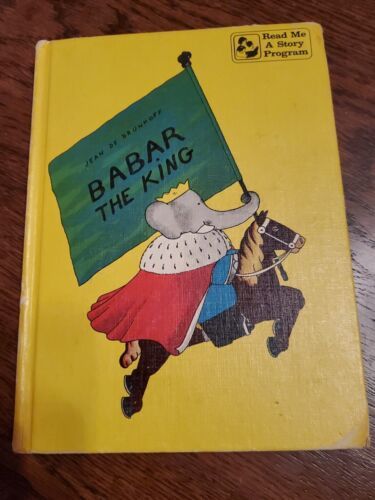 Read Me
A Story
Program
JEAN DE BRUNHOFF
BABAR
THE KING